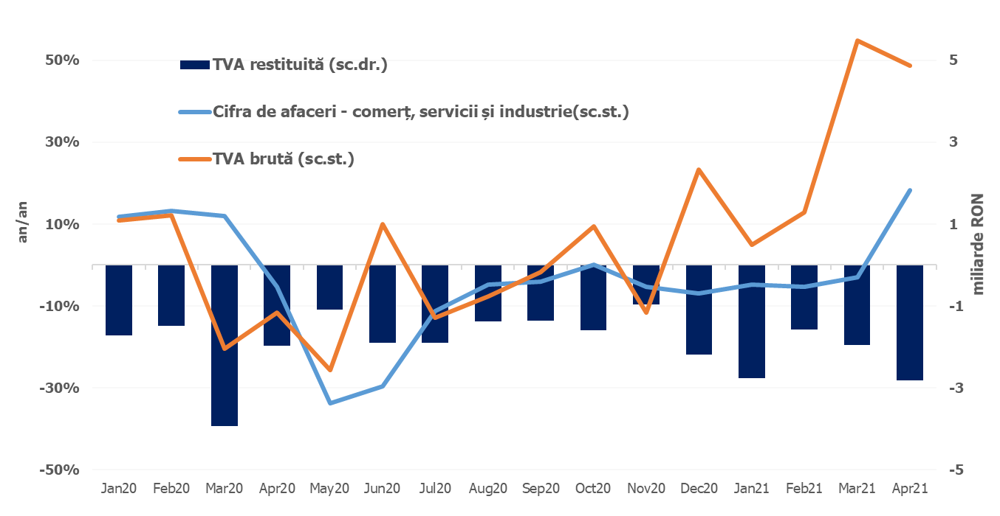 50%
30%
10%
-10%
-30%
-50%
an/an
TVA restituită (sc.dr.)
Cifra de afaceri - comerț, servicii și industrie(sc.st.)
TVA brută (sc.st.)
5
3
1
-1
-3
-5
miliarde RON
Jan20 Feb20 Mar20 Apr20 May20 Jun20 Jul20 Aug20 Sep20 Oct20 Nov20 Dec20 Jan21 Feb21 Mar21 Apr21